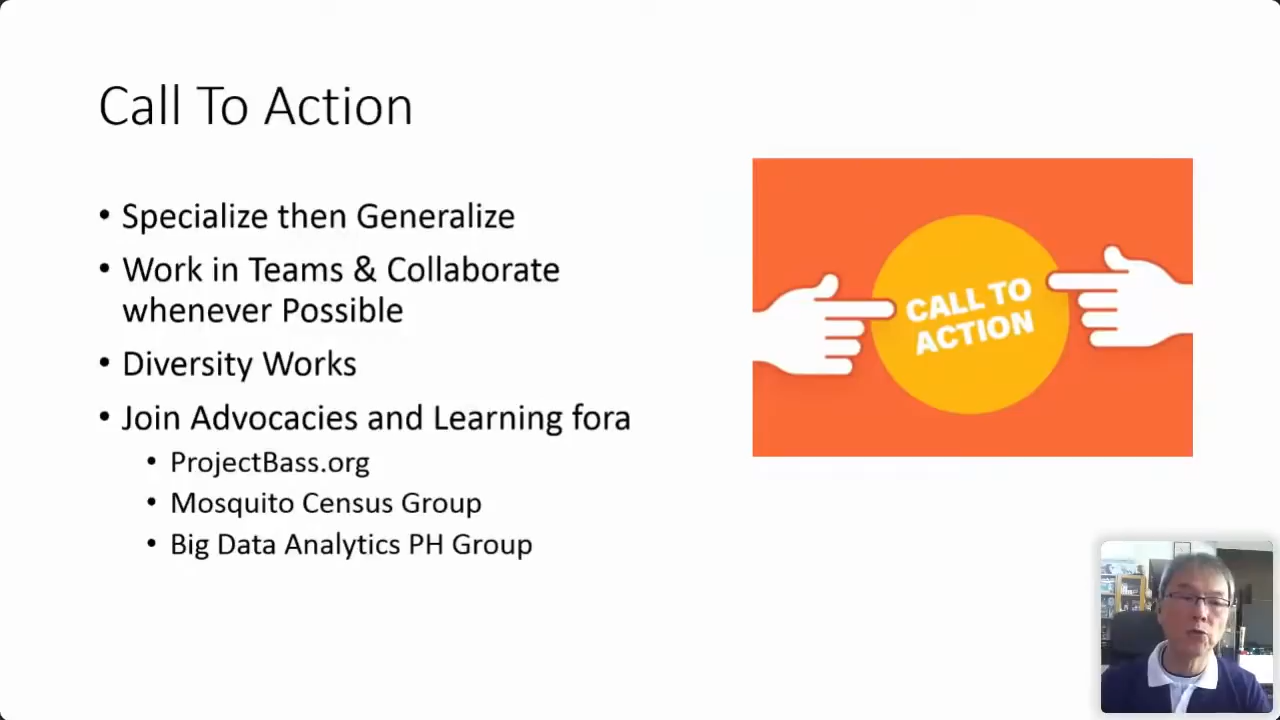 Call To Action
• Specialize then Generalize
• Work in Teams & Collaborate
whenever Possible
• Diversity Works
• Join Advocacies and Learning fora
• ProjectBass.org
• Mosquito Census Group
• Big Data Analytics PH Group
CALL TO
ACTION